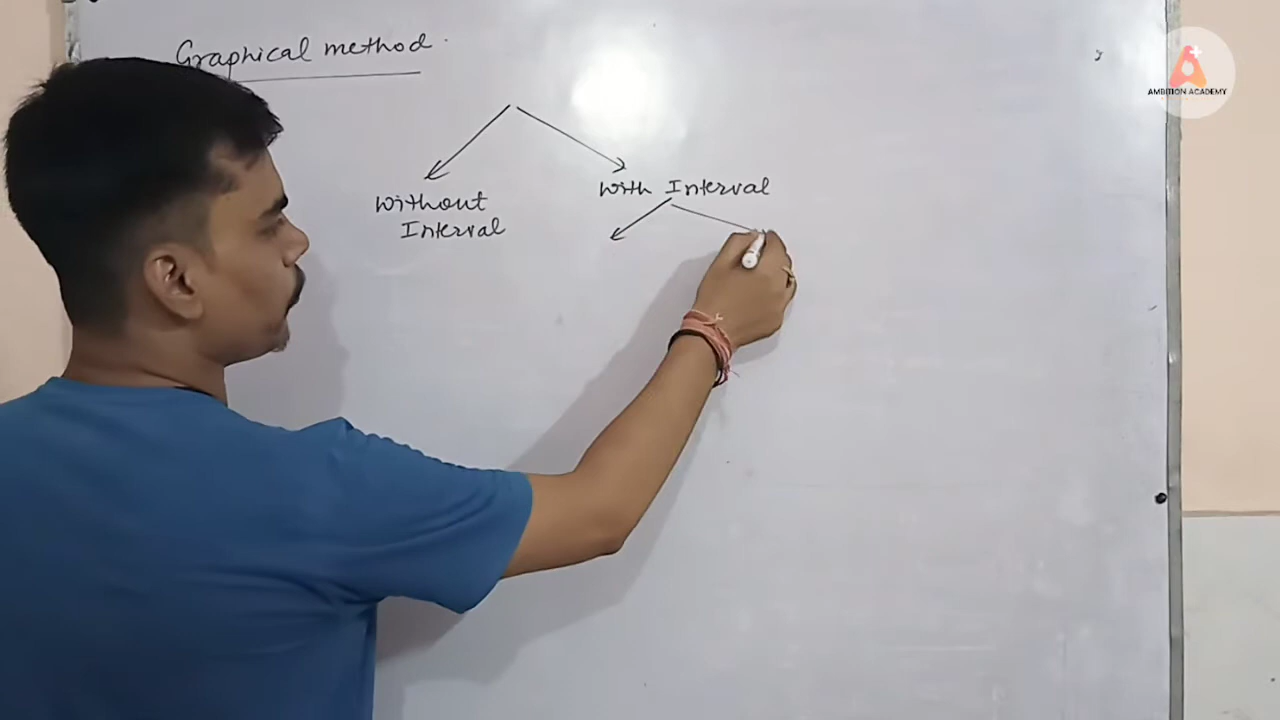 Graphical method
Without
Interval
With Interval
AMBITION ACADEMY